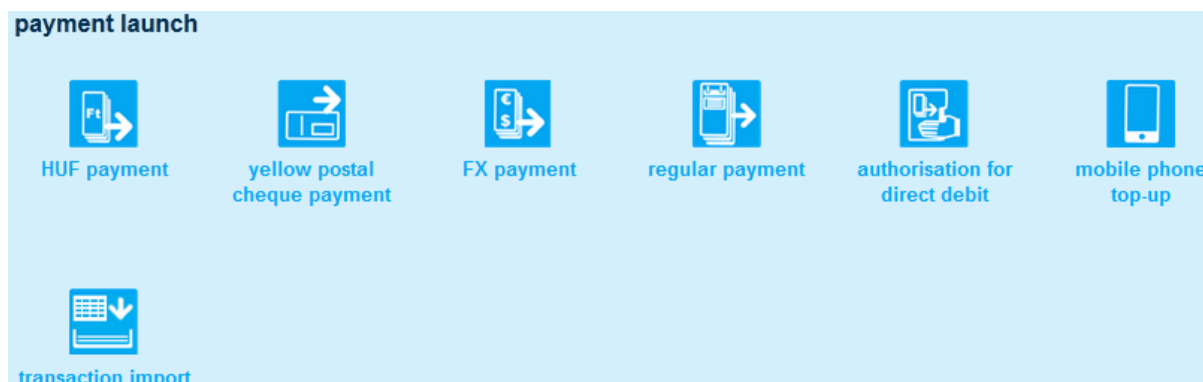 payment launch
Ft
€
$
HUF payment
yellow postal
cheque payment
FX payment
regular payment
authorisation for
direct debit
mobile phone
top-up
transaction import